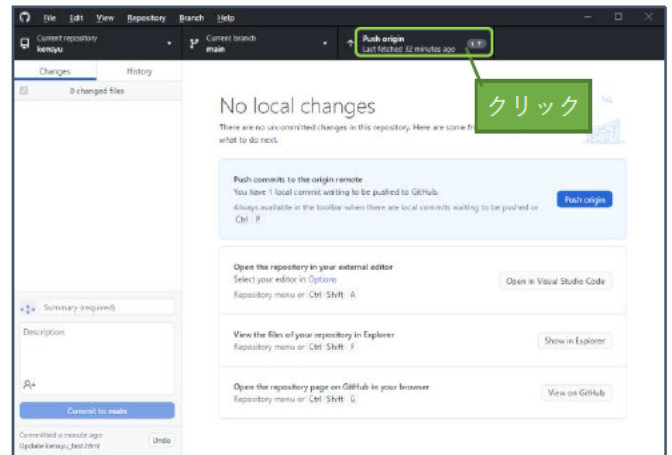 File Edit View Repository Branch Help
Current repository
kensyu
Current branch
main
Push origin
Last fetched 32 minutes ago
1
Changes History
0 changed files
クリック
No local changes
There are no uncommitted changes in this repository. Here are some fr
what to do next.
Push commits to the origin remote
You have 1 local commit waiting to be pushed to GitHub.
Always available in the toolbar when there are local commits waiting to be pushed or
Ctrl P
Push origin
Open the repository in your external editor
Select your editor in Options
Repository menu or Ctrl Shift A
Open in Visual Studio Code
View the files of your repository in Explorer
Repository menu or Ctrl Shift F
Show in Explorer
Open the repository page on GitHub in your browser
Repository menu or Ctrl Shift G
View on GitHub
Summary (required)
Description
Commit to main
Committed a minute ago
Update kensyu_test.html
Undo